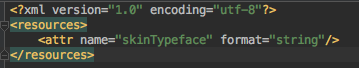 <?xml version="1.0" encoding="utf-8"?>
<resources>
    <attr name="skinTypeface" format="string"/>
</resources>